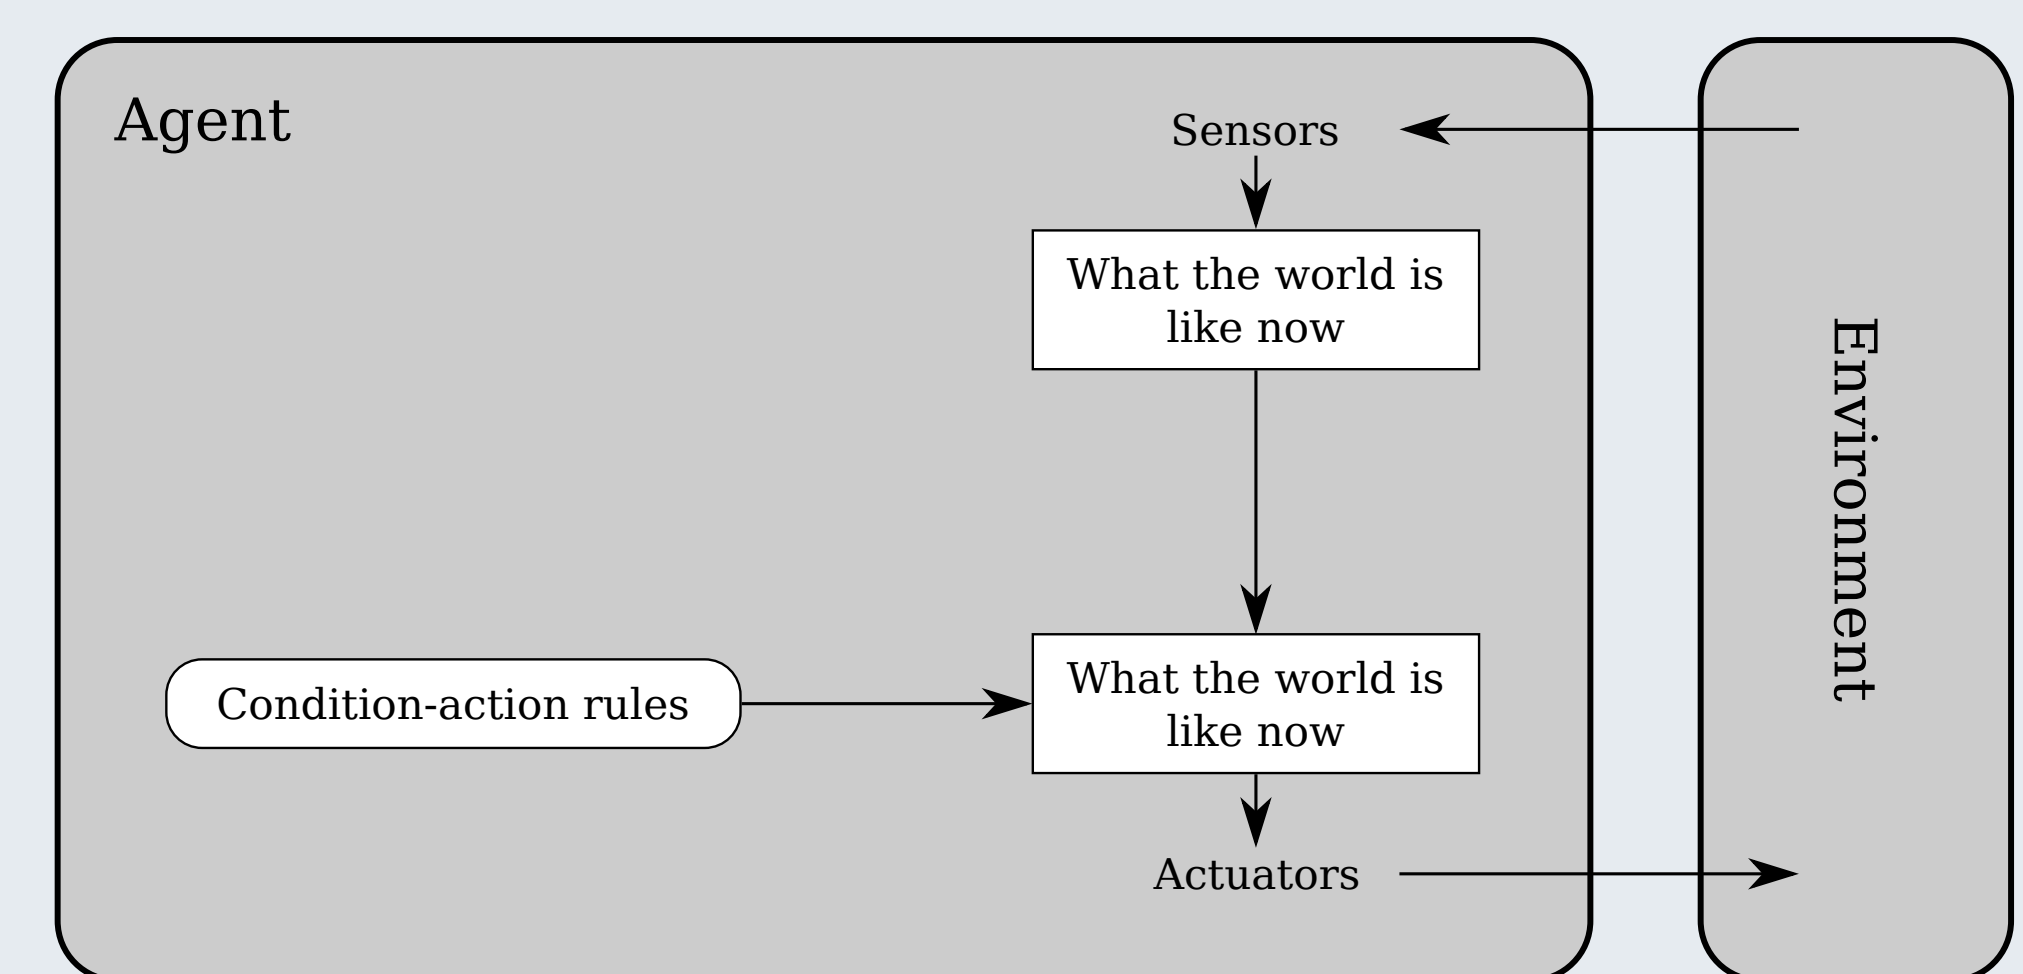 Agent
Sensors
What the world is
like now
Environment
Condition-action rules
What the world is
like now
Actuators